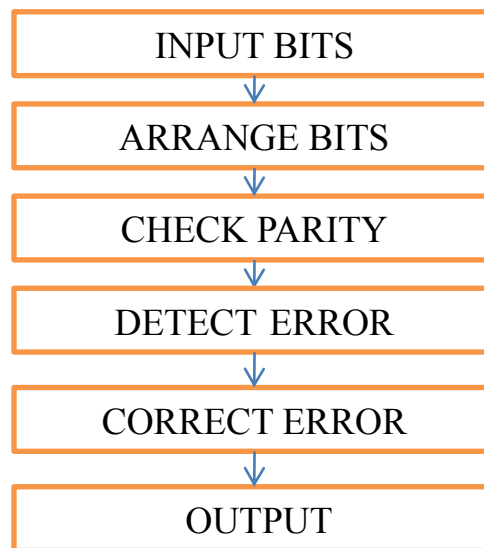 INPUT BITS
ARRANGE BITS
CHECK PARITY
DETECT ERROR
CORRECT ERROR
OUTPUT